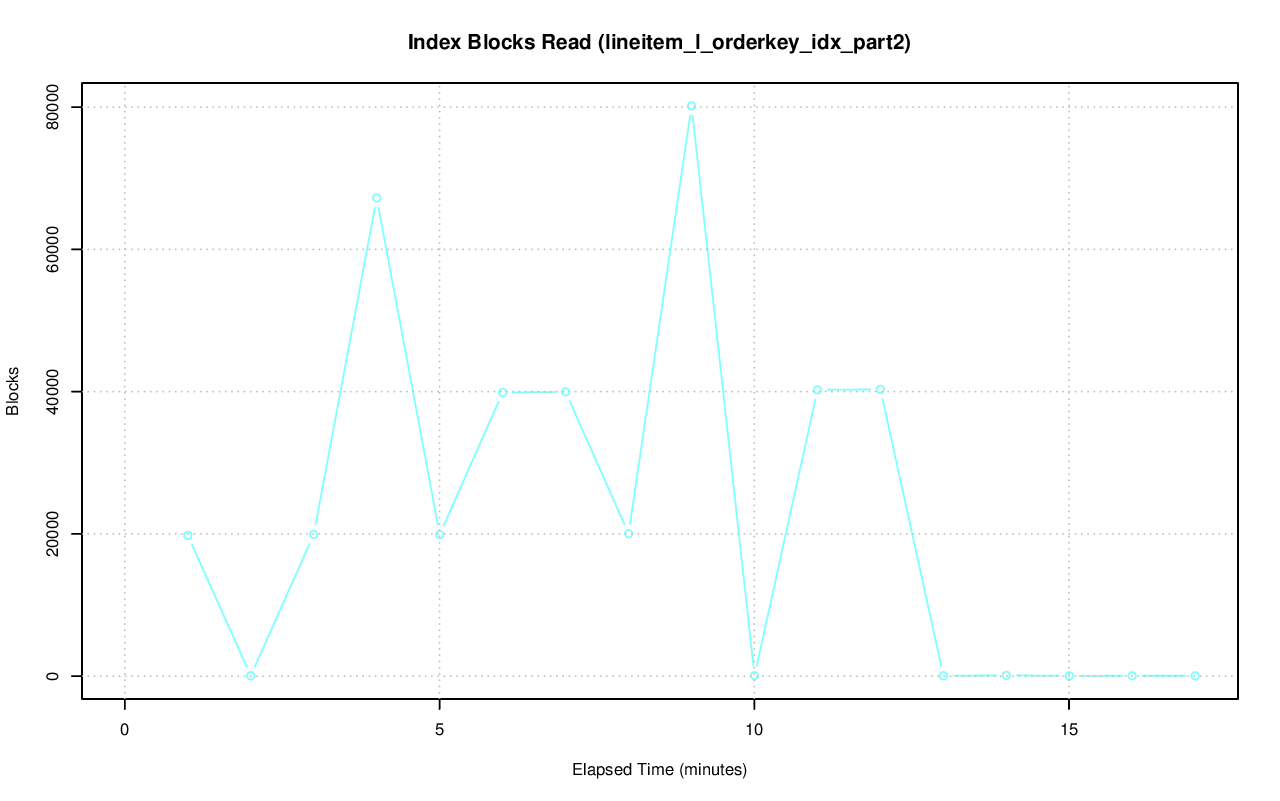 Index Blocks Read (lineitem_l_orderkey_idx_part2)
80000
60000
40000
20000
0
Blocks
0 5 10 15
Elapsed Time (minutes)